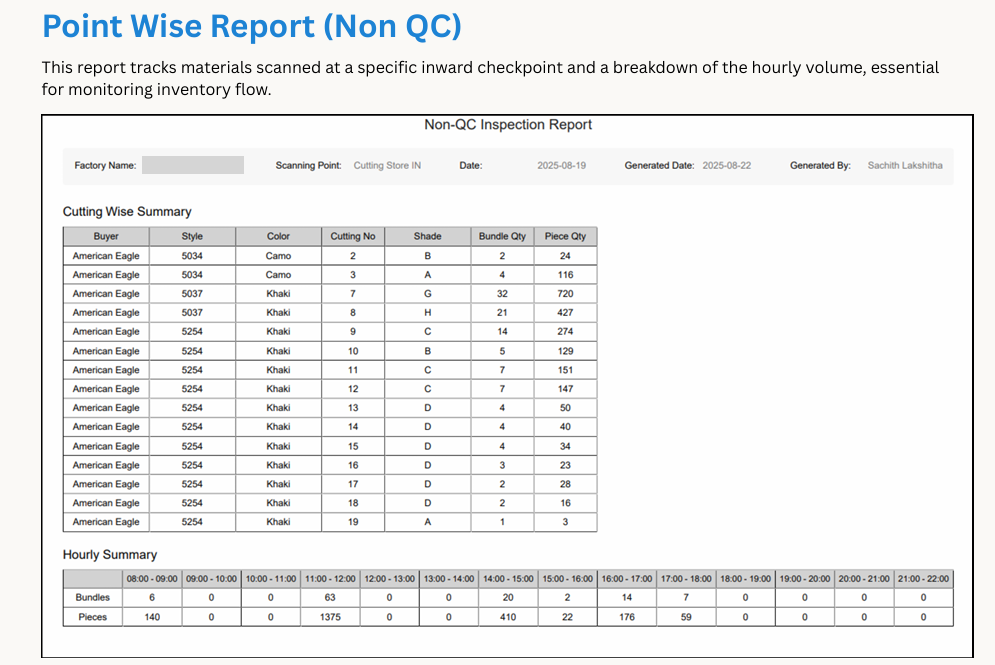 Point Wise Report (Non QC)
This report tracks materials scanned at a specific inward checkpoint and a breakdown of the hourly volume, essential
for monitoring inventory flow.
Non-QC Inspection Report
Factory Name: Scanning Point: Cutting Store IN Date: 2025-08-19 Generated Date: 2025-08-22 Generated By: Sachith Lakshitha
Cutting Wise Summary
Buyer Style Color Cutting No Shade Bundle Qty Piece Qty
American Eagle 5034 Camo 2 B 2 24
American Eagle 5034 Camo 3 A 4 116
American Eagle 5037 Khaki 7 G 32 720
American Eagle 5037 Khaki 8 H 21 427
American Eagle 5254 Khaki 9 C 14 274
American Eagle 5254 Khaki 10 B 5 129
American Eagle 5254 Khaki 11 C 7 151
American Eagle 5254 Khaki 12 C 7 147
American Eagle 5254 Khaki 13 D 4 50
American Eagle 5254 Khaki 14 D 4 40
American Eagle 5254 Khaki 15 D 4 34
American Eagle 5254 Khaki 16 D 3 23
American Eagle 5254 Khaki 17 D 2 28
American Eagle 5254 Khaki 18 D 2 16
American Eagle 5254 Khaki 19 A 1 3
Hourly Summary
08:00 - 09:00 09:00 - 10:00 10:00 - 11:00 11:00 - 12:00 12:00 - 13:00 13:00 - 14:00 14:00 - 15:00 15:00 - 16:00 16:00 - 17:00 17:00 - 18:00 18:00 - 19:00 19:00 - 20:00 20:00 - 21:00 21:00 - 22:00
Bundles 6 0 0 63 0 0 20 2 14 7 0 0 0 0
Pieces 140 0 0 1375 0 0 410 22 176 59 0 0 0 0